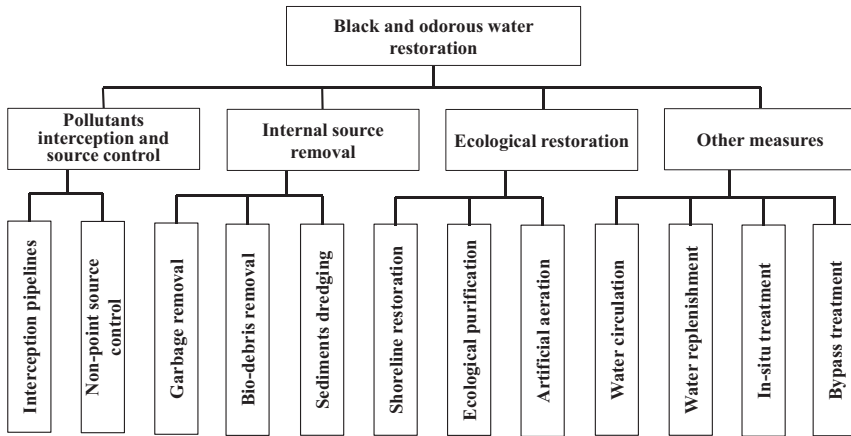 Black and odorous water
restoration
Pollutants
interception and
source control
Internal source
removal
Ecological restoration
Other measures
Interception pipelines
Non-point source
control
Garbage removal
Bio-debris removal
Sediments dredging
Shoreline restoration
Ecological purification
Artificial aeration
Water circulation
Water replenishment
In-situ treatment
Bypass treatment